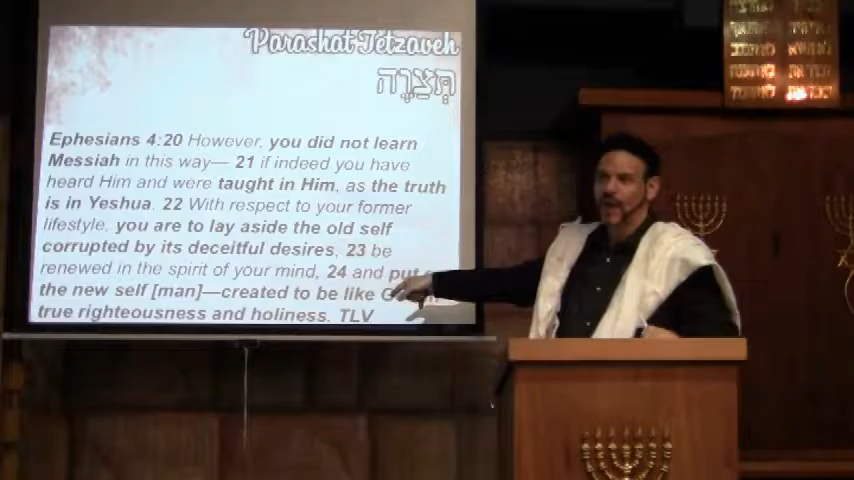 Parashat Tetzaveh
תְּצַוֶּה
Ephesians 4:20 However, you did not learn
Messiah in this way— 21 if indeed you have
heard Him and were taught in Him, as the truth
is in Yeshua. 22 With respect to your former
lifestyle, you are to lay aside the old self
corrupted by its deceitful desires, 23 be
renewed in the spirit of your mind, 24 and put
the new self [man]—created to be like
true righteousness and holiness. TLV